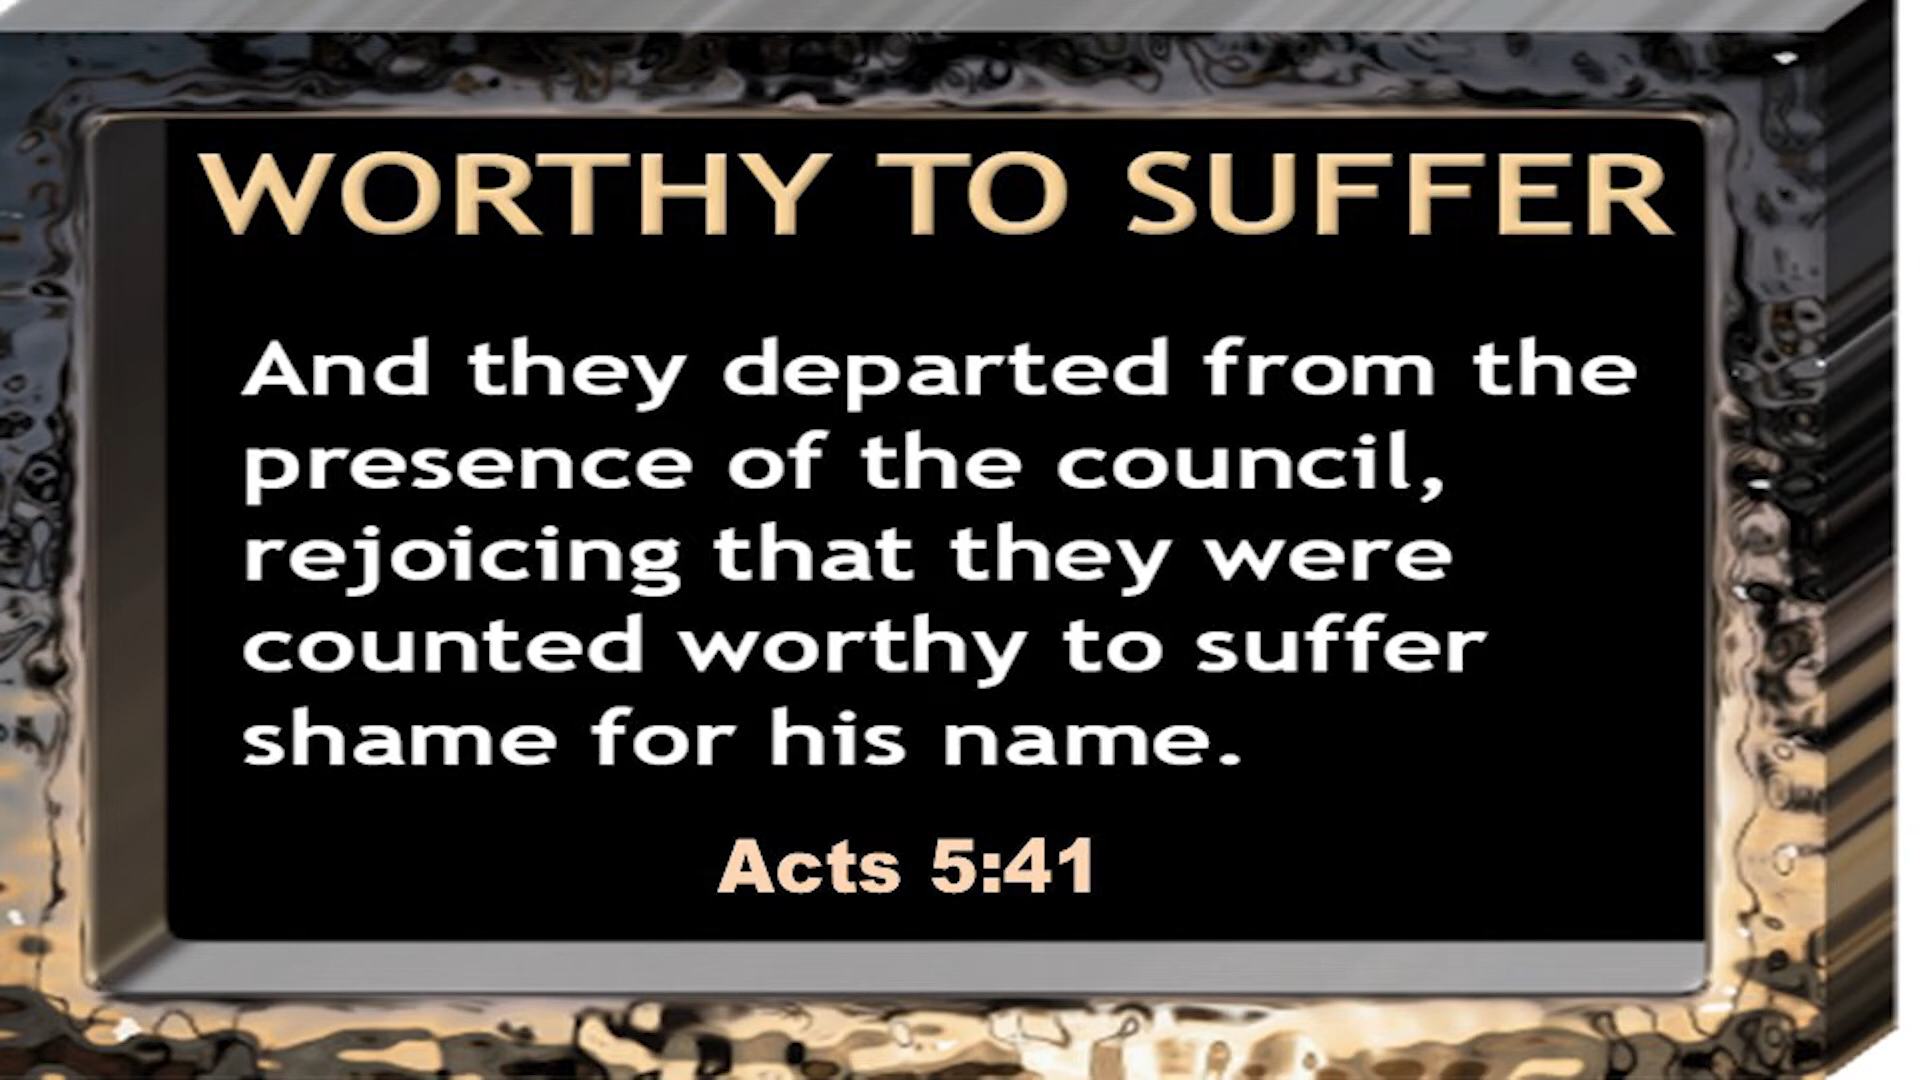 WORTHY TO SUFFER
And they departed from the
presence of the council,
rejoicing that they were
counted worthy to suffer
shame for his name.
Acts 5:41